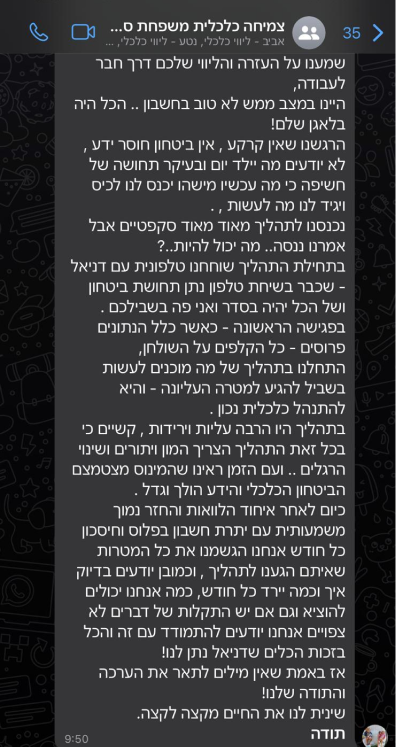 35
צמיחה כלכלית משפחת ס...
אביב - ליווי כלכלי, נטע - ליווי כלכלי, ...
שמענו על העזרה והליווי שלכם דרך חבר
לעבודה,
היינו במצב ממש לא טוב בחשבון .. הכל היה
בלאגן שלם!
הרגשנו שאין קרקע , אין ביטחון חוסר ידע ,
לא יודעים מה יילד יום ובעיקר תחושה של
חשיפה כי מה עכשיו מישהו יכנס לנו לכיס
ויגיד לנו מה לעשות , .
נכנסנו לתהליך מאוד מאוד סקפטיים אבל
אמרנו ננסה.. מה יכול להיות..?
בתחילת התהליך שוחחנו טלפונית עם דניאל
- שכבר בשיחת טלפון נתן תחושת ביטחון
ושל הכל יהיה בסדר ואני פה בשבילכם .
בפגישה הראשונה - כאשר כלל הנתונים
פרוסים - כל הקלפים על השולחן,
התחלנו בתהליך של מה מוכנים לעשות
בשביל להגיע למטרה העליונה - והיא
להתנהל כלכלית נכון .
בתהליך היו הרבה עליות וירידות , קשיים כי
בכל זאת התהליך הצריך המון ויתורים ושינוי
הרגלים .. ועם הזמן ראינו שהמינוס מצטמצם
הביטחון הכלכלי והידע הולך וגדל .
כיום לאחר איחוד הלוואות והחזר נמוך
משמעותית עם יתרת חשבון בפלוס וחיסכון
כל חודש אנחנו הגשמנו את כל המטרות
שאיתם הגענו לתהליך , וכמובן יודעים בדיוק
איך וכמה יירד כל חודש, כמה אנחנו יכולים
להוציא וגם אם יש התקלות של דברים לא
צפויים אנחנו יודעים להתמודד עם זה והכל
בזכות הכלים שדניאל נתן לנו!
אז באמת שאין מילים לתאר את הערכה
והתודה שלנו!
שינית לנו את החיים מקצה לקצה.
תודה
9:50